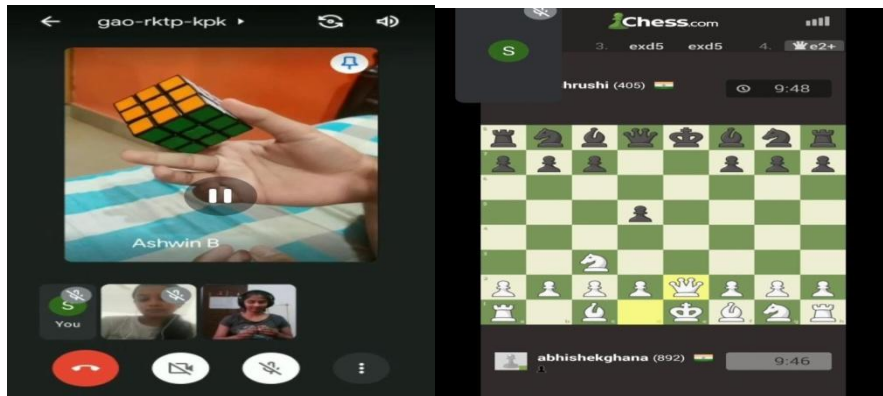 gao-rktp-kpk
Ashwin B
S
You
Chess.com
S
3. exd5 exd5 4. e2+
hrushi (405)
9:48
abhishekghana (892)
9:46